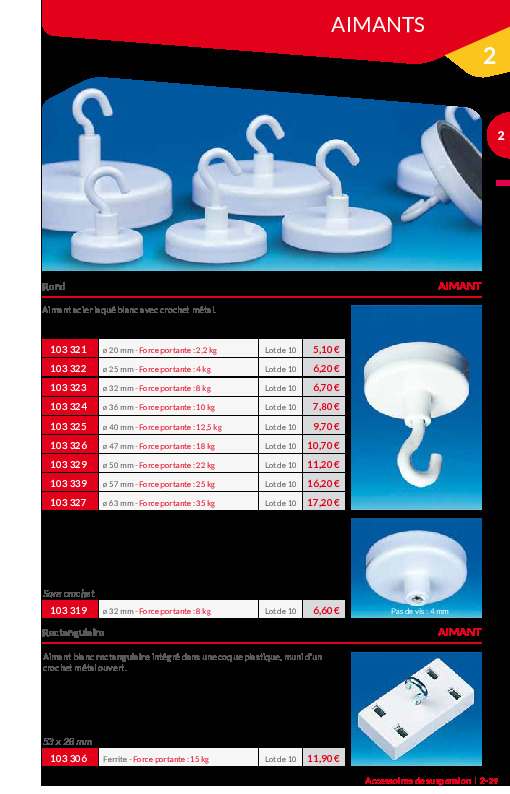 AIMANTS
2
2
Rond
AIMANT
Aimant acier laqué blanc avec crochet métal.
103 321 ø 20 mm - Force portante : 2,2 kg Lot de 10 5,10 €
103 322 ø 25 mm - Force portante : 4 kg Lot de 10 6,20 €
103 323 ø 32 mm - Force portante : 8 kg Lot de 10 6,70 €
103 324 ø 36 mm - Force portante : 10 kg Lot de 10 7,80 €
103 325 ø 40 mm - Force portante : 12,5 kg Lot de 10 9,70 €
103 326 ø 47 mm - Force portante : 18 kg Lot de 10 10,70 €
103 329 ø 50 mm - Force portante : 22 kg Lot de 10 11,20 €
103 339 ø 57 mm - Force portante : 25 kg Lot de 10 16,20 €
103 327 ø 63 mm - Force portante : 35 kg Lot de 10 17,20 €
Sans crochet
103 319 ø 32 mm - Force portante : 8 kg Lot de 10 6,60 €
Pas de vis : 4 mm
Rectangulaire
AIMANT
Aimant blanc rectangulaire intégré dans une coque plastique, muni d'un
crochet métal ouvert.
53 x 28 mm
103 306 Ferrite - Force portante : 15 kg Lot de 10 11,90 €
Accessoires de suspension | 2-29